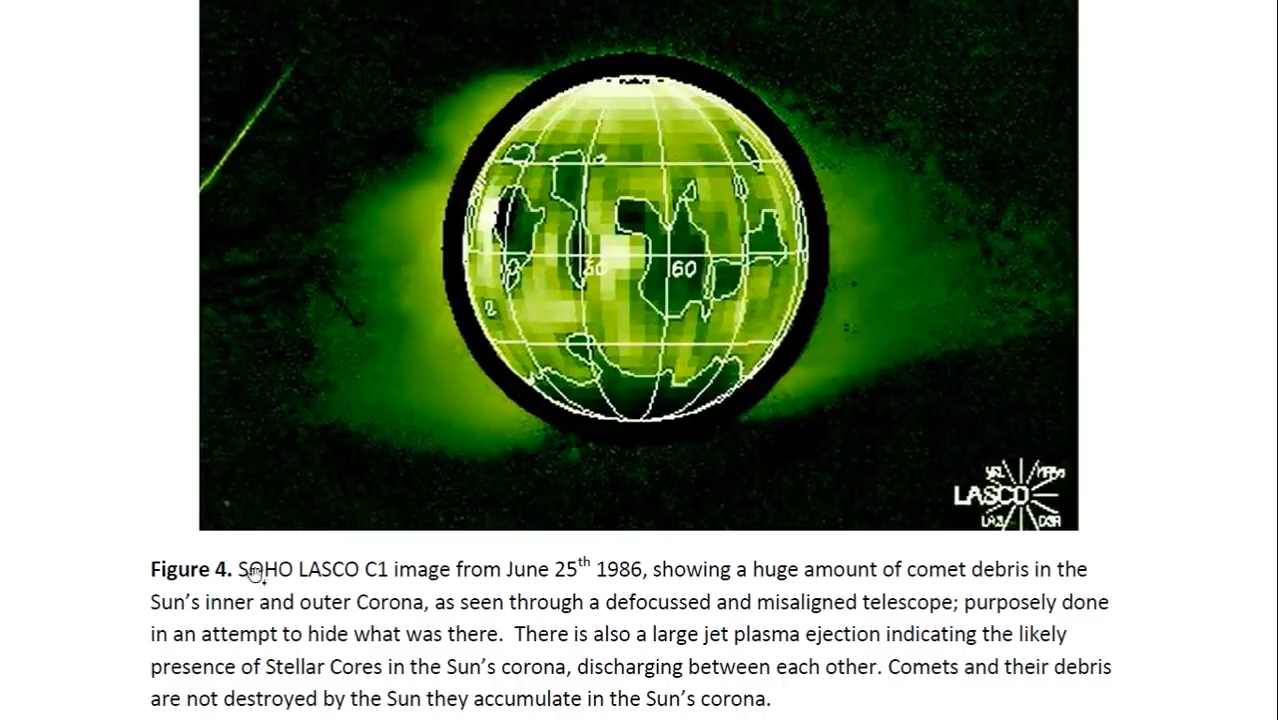 30
60
LASCO
Figure 4. SOHO LASCO C1 image from June 25th 1986, showing a huge amount of comet debris in the
Sun's inner and outer Corona, as seen through a defocussed and misaligned telescope; purposely done
in an attempt to hide what was there. There is also a large jet plasma ejection indicating the likely
presence of Stellar Cores in the Sun's corona, discharging between each other. Comets and their debris
are not destroyed by the Sun they accumulate in the Sun's corona.